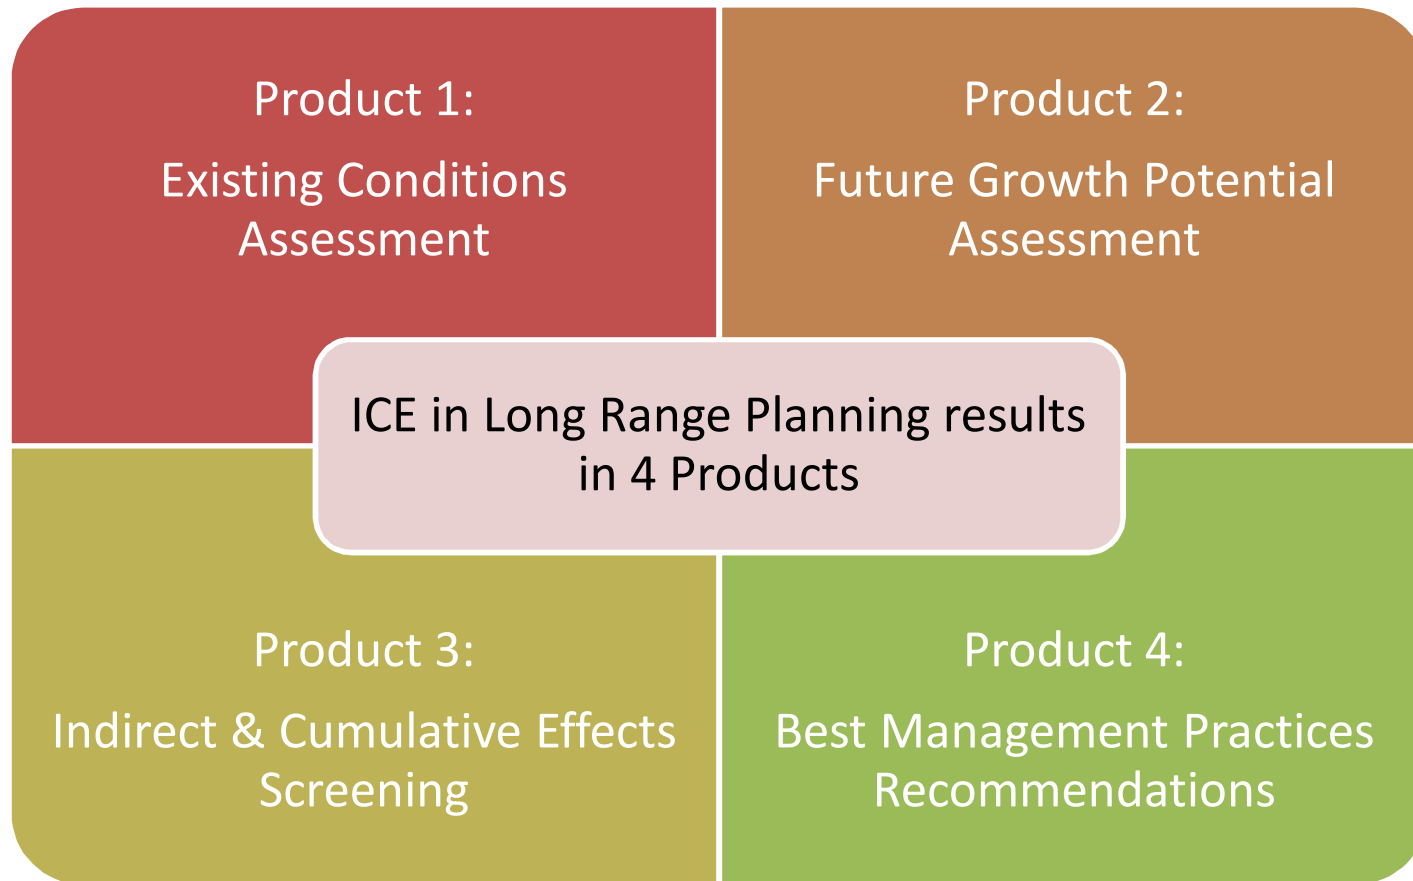 Product 1:
Existing Conditions
Assessment
Product 2:
Future Growth Potential
Assessment
ICE in Long Range Planning results
in 4 Products
Product 3:
Indirect & Cumulative Effects
Screening
Product 4:
Best Management Practices
Recommendations